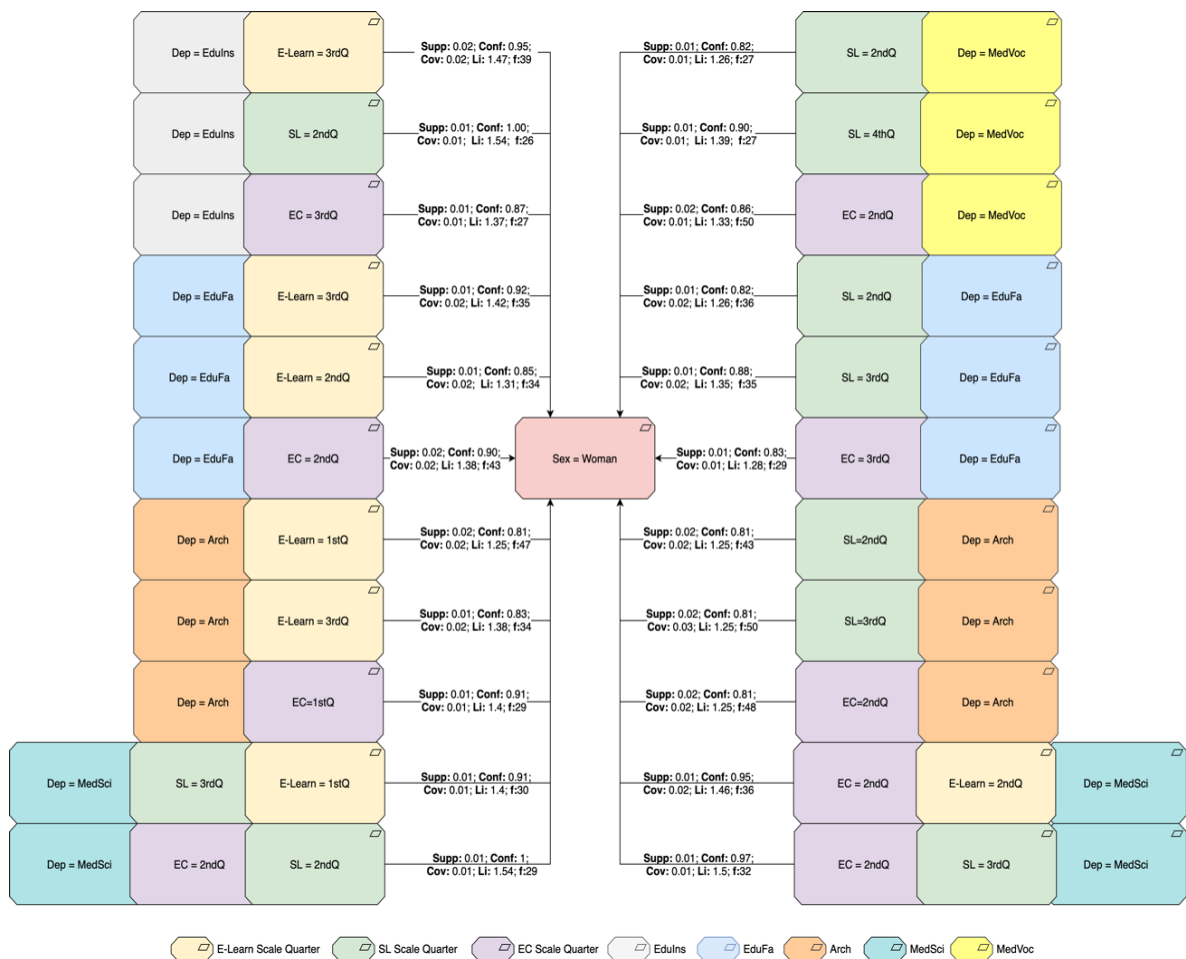 Dep = EduIns
E-Learn = 3rdQ
Supp: 0.02; Conf: 0.95;
Cov: 0.02; Li: 1.47; f:39
Supp: 0.01; Conf: 0.82;
Cov: 0.01; Li: 1.26; f:27
SL = 2ndQ
Dep = MedVoc
Dep = EduIns
SL = 2ndQ
Supp: 0.01; Conf: 1.00;
Cov: 0.01; Li: 1.54; f:26
Supp: 0.01; Conf: 0.90;
Cov: 0.01; Li: 1.39; f:27
SL = 4thQ
Dep = MedVoc
Dep = EduIns
EC = 3rdQ
Supp: 0.01; Conf: 0.87;
Cov: 0.01; Li: 1.37; f:27
Supp: 0.02; Conf: 0.86;
Cov: 0.01; Li: 1.33; f:50
EC = 2ndQ
Dep = MedVoc
Dep = EduFa
E-Learn = 3rdQ
Supp: 0.01; Conf: 0.92;
Cov: 0.02; Li: 1.42; f:35
Supp: 0.01; Conf: 0.82;
Cov: 0.02; Li: 1.26; f:36
SL = 2ndQ
Dep = EduFa
Dep = EduFa
E-Learn = 2ndQ
Supp: 0.01; Conf: 0.85;
Cov: 0.02; Li: 1.31; f:34
Supp: 0.01; Conf: 0.88;
Cov: 0.02; Li: 1.35; f:35
SL = 3rdQ
Dep = EduFa
Dep = EduFa
EC = 2ndQ
Supp: 0.02; Conf: 0.90;
Cov: 0.02; Li: 1.38; f:43
Sex = Woman
Supp: 0.01; Conf: 0.83;
Cov: 0.01; Li: 1.28; f:29
EC = 3rdQ
Dep = EduFa
Dep = Arch
E-Learn = 1stQ
Supp: 0.02; Conf: 0.81;
Cov: 0.02; Li: 1.25; f:47
Supp: 0.02; Conf: 0.81;
Cov: 0.02; Li: 1.25; f:43
SL=2ndQ
Dep = Arch
Dep = Arch
E-Learn = 3rdQ
Supp: 0.01; Conf: 0.83;
Cov: 0.02; Li: 1.38; f:34
Supp: 0.02; Conf: 0.81;
Cov: 0.03; Li: 1.25; f:50
SL=3rdQ
Dep = Arch
Dep = Arch
EC=1stQ
Supp: 0.01; Conf: 0.91;
Cov: 0.01; Li: 1.4; f:29
Supp: 0.02; Conf: 0.81;
Cov: 0.02; Li: 1.25; f:48
EC=2ndQ
Dep = Arch
Dep = MedSci
SL = 3rdQ
E-Learn = 1stQ
Supp: 0.01; Conf: 0.91;
Cov: 0.01; Li: 1.4; f:30
Supp: 0.01; Conf: 0.95;
Cov: 0.02; Li: 1.46; f:36
EC = 2ndQ
E-Learn = 2ndQ
Dep = MedSci
Dep = MedSci
EC = 2ndQ
SL = 2ndQ
Supp: 0.01; Conf: 1;
Cov: 0.01; Li: 1.54; f:29
Supp: 0.01; Conf: 0.97;
Cov: 0.01; Li: 1.5; f:32
EC = 2ndQ
SL = 3rdQ
Dep = MedSci
E-Learn Scale Quarter
SL Scale Quarter
EC Scale Quarter
EduIns
EduFa
Arch
MedSci
MedVoc